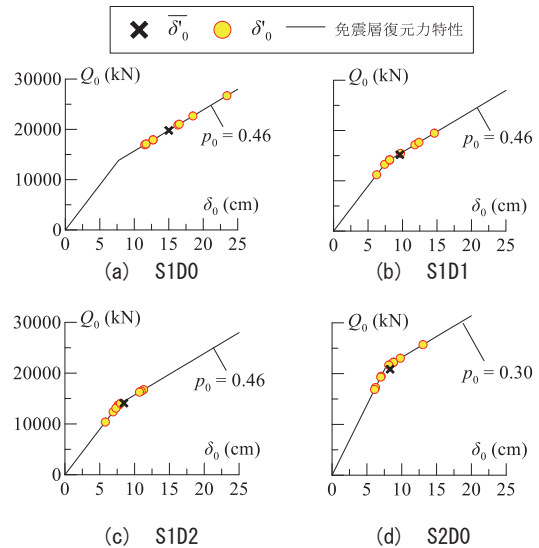 δ'₀ δ'₀ 免震層復元力特性
Q₀ (kN)
30000
20000
10000
0
p₀ = 0.46
δ₀ (cm)
0 5 10 15 20 25
(a) S1D0
Q₀ (kN)
p₀ = 0.46
δ₀ (cm)
0 5 10 15 20 25
(b) S1D1
Q₀ (kN)
30000
20000
10000
0
p₀ = 0.46
δ₀ (cm)
0 5 10 15 20 25
(c) S1D2
Q₀ (kN)
p₀ = 0.30
δ₀ (cm)
0 5 10 15 20 25
(d) S2D0